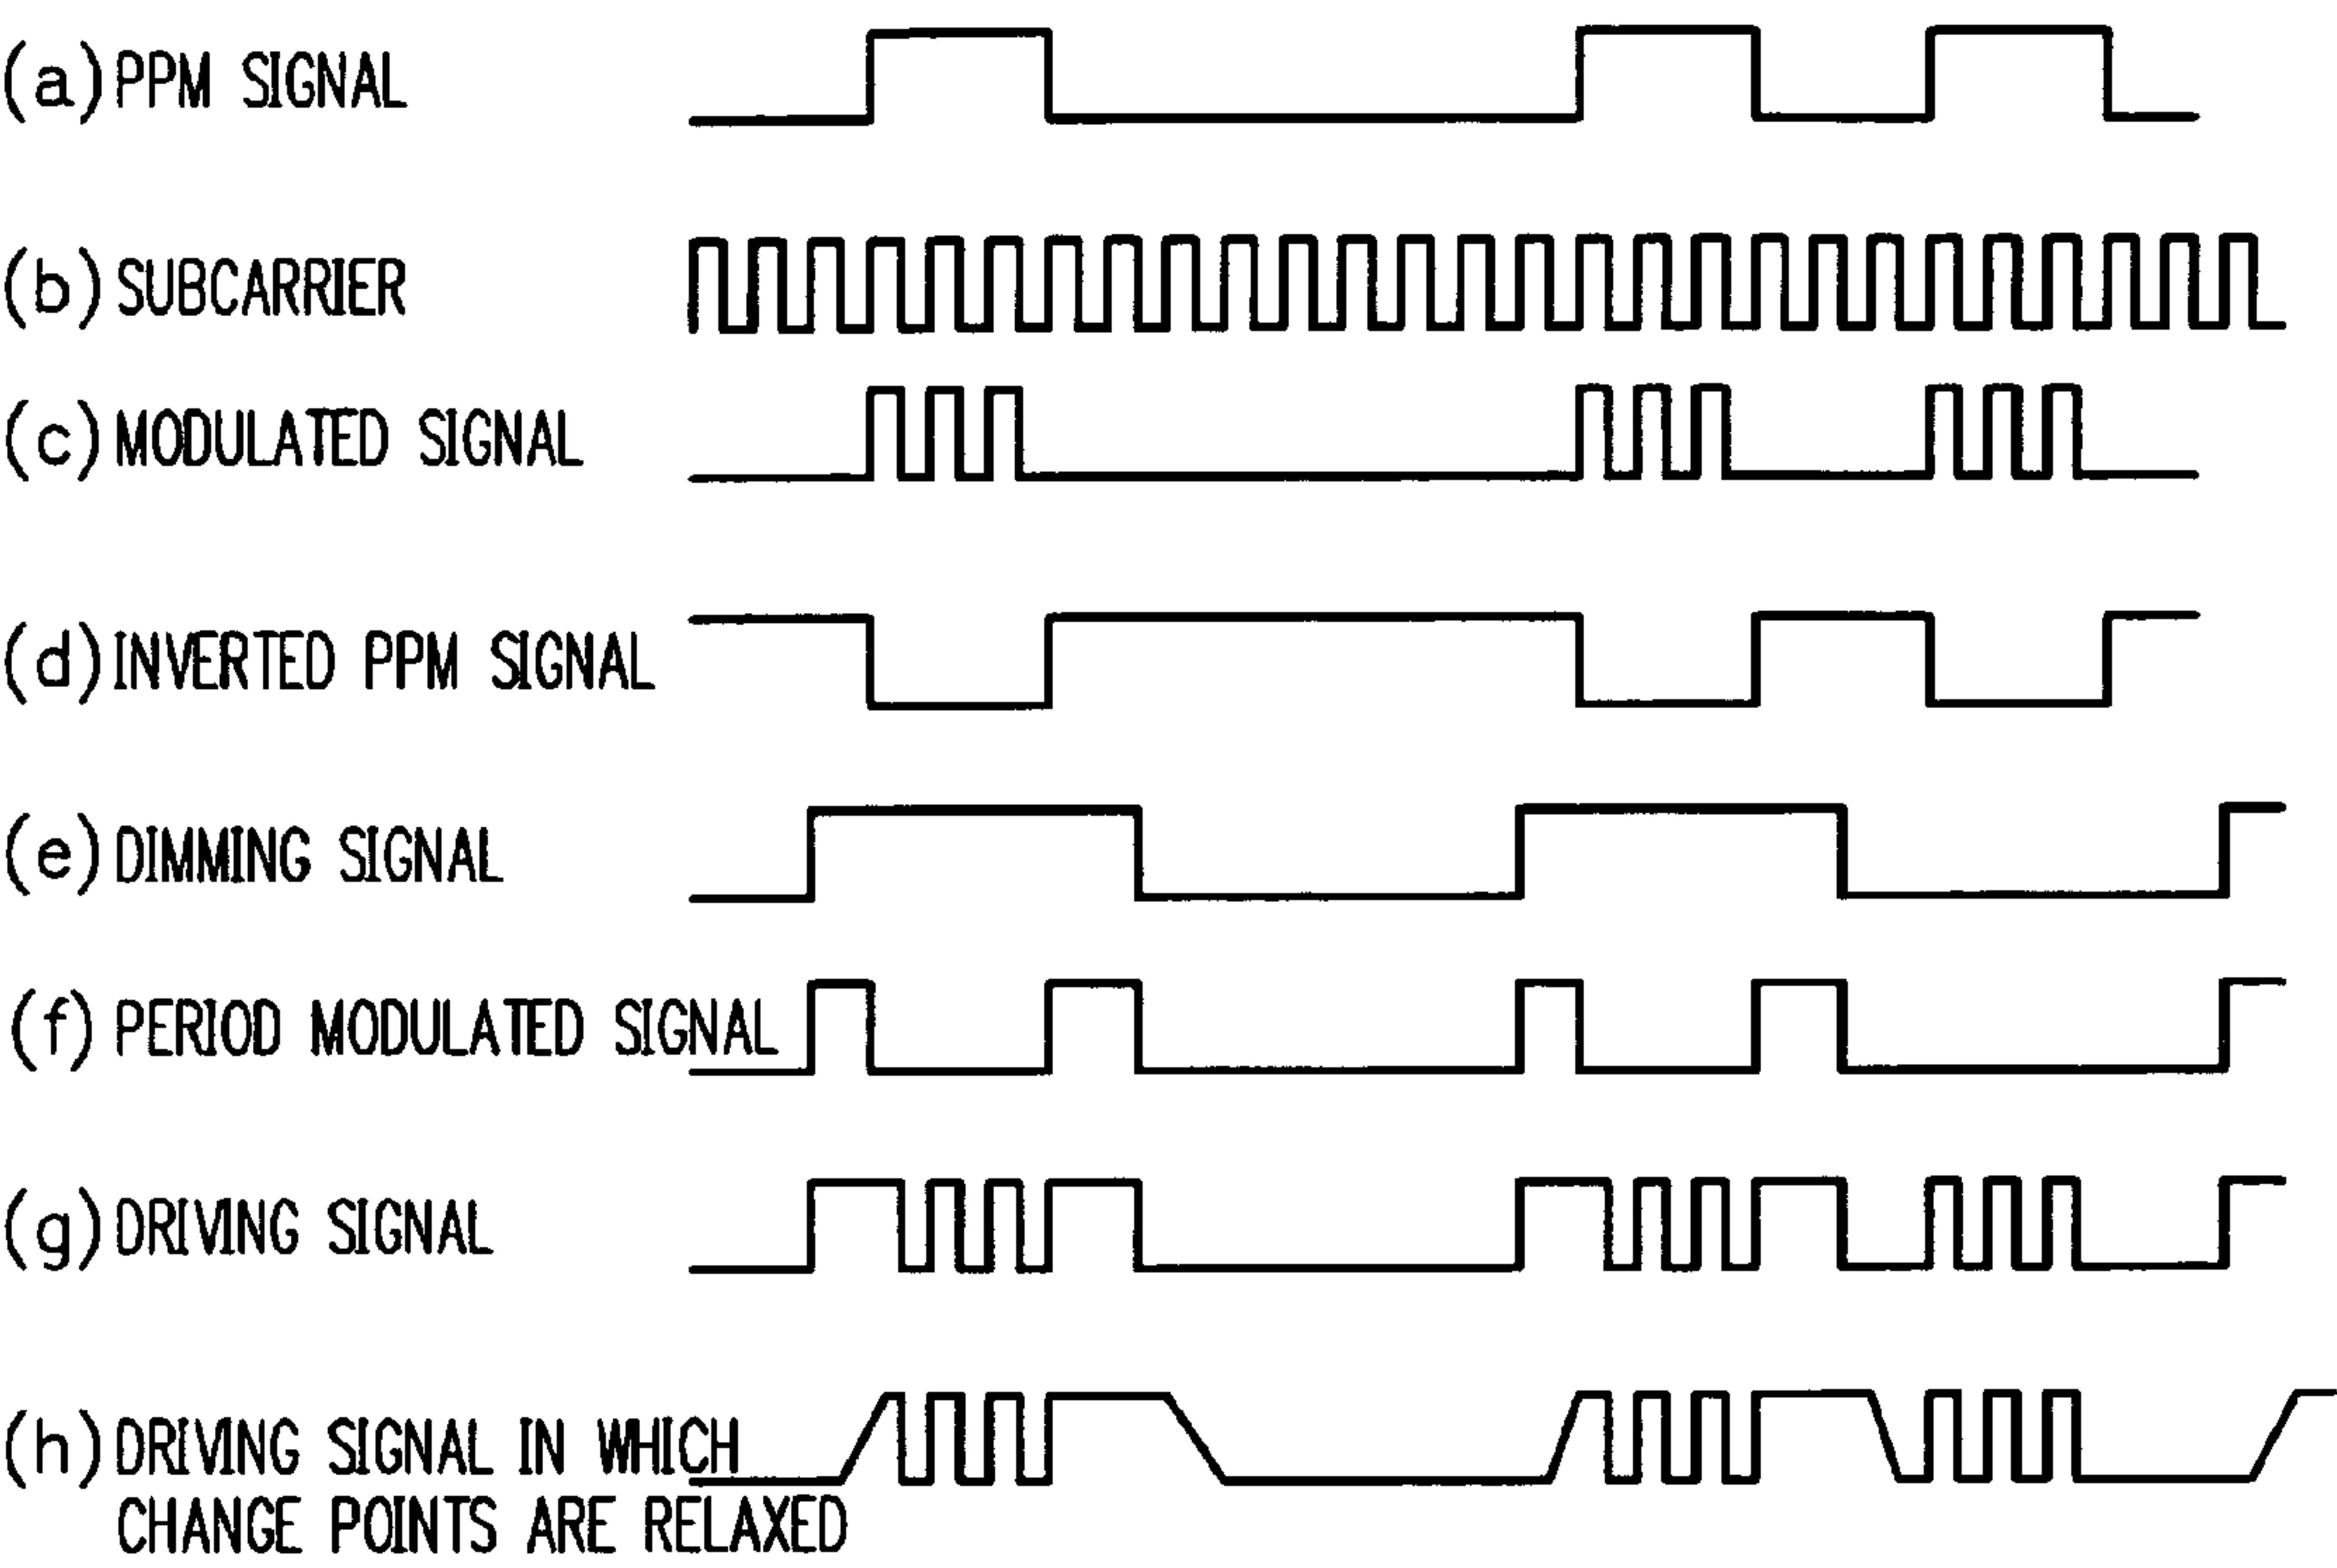 (a) PPM SIGNAL
(b) SUBCARRIER
(c) MODULATED SIGNAL
(d) INVERTED PPM SIGNAL
(e) DIMMING SIGNAL
(f) PERIOD MODULATED SIGNAL
(g) DRIVING SIGNAL
(h) DRIVING SIGNAL IN WHICH
CHANGE POINTS ARE RELAXED